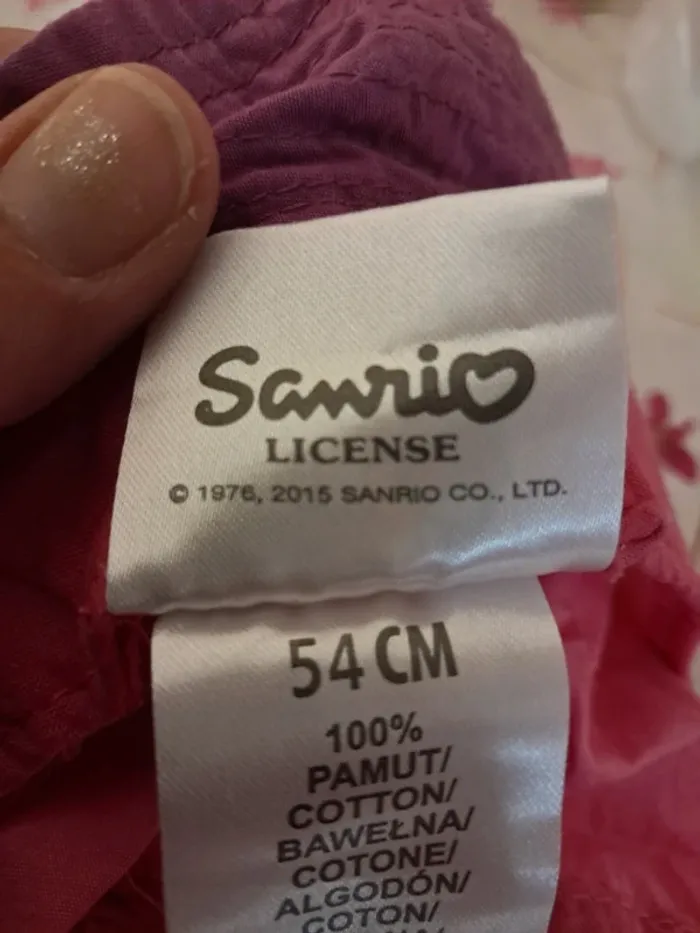 Sanrio
LICENSE
© 1976, 2015 SANRIO CO., LTD.
54 CM
100%
PAMUT/
COTTON/
BAWEŁNA/
COTONE/
ALGODÓN/
COTON/